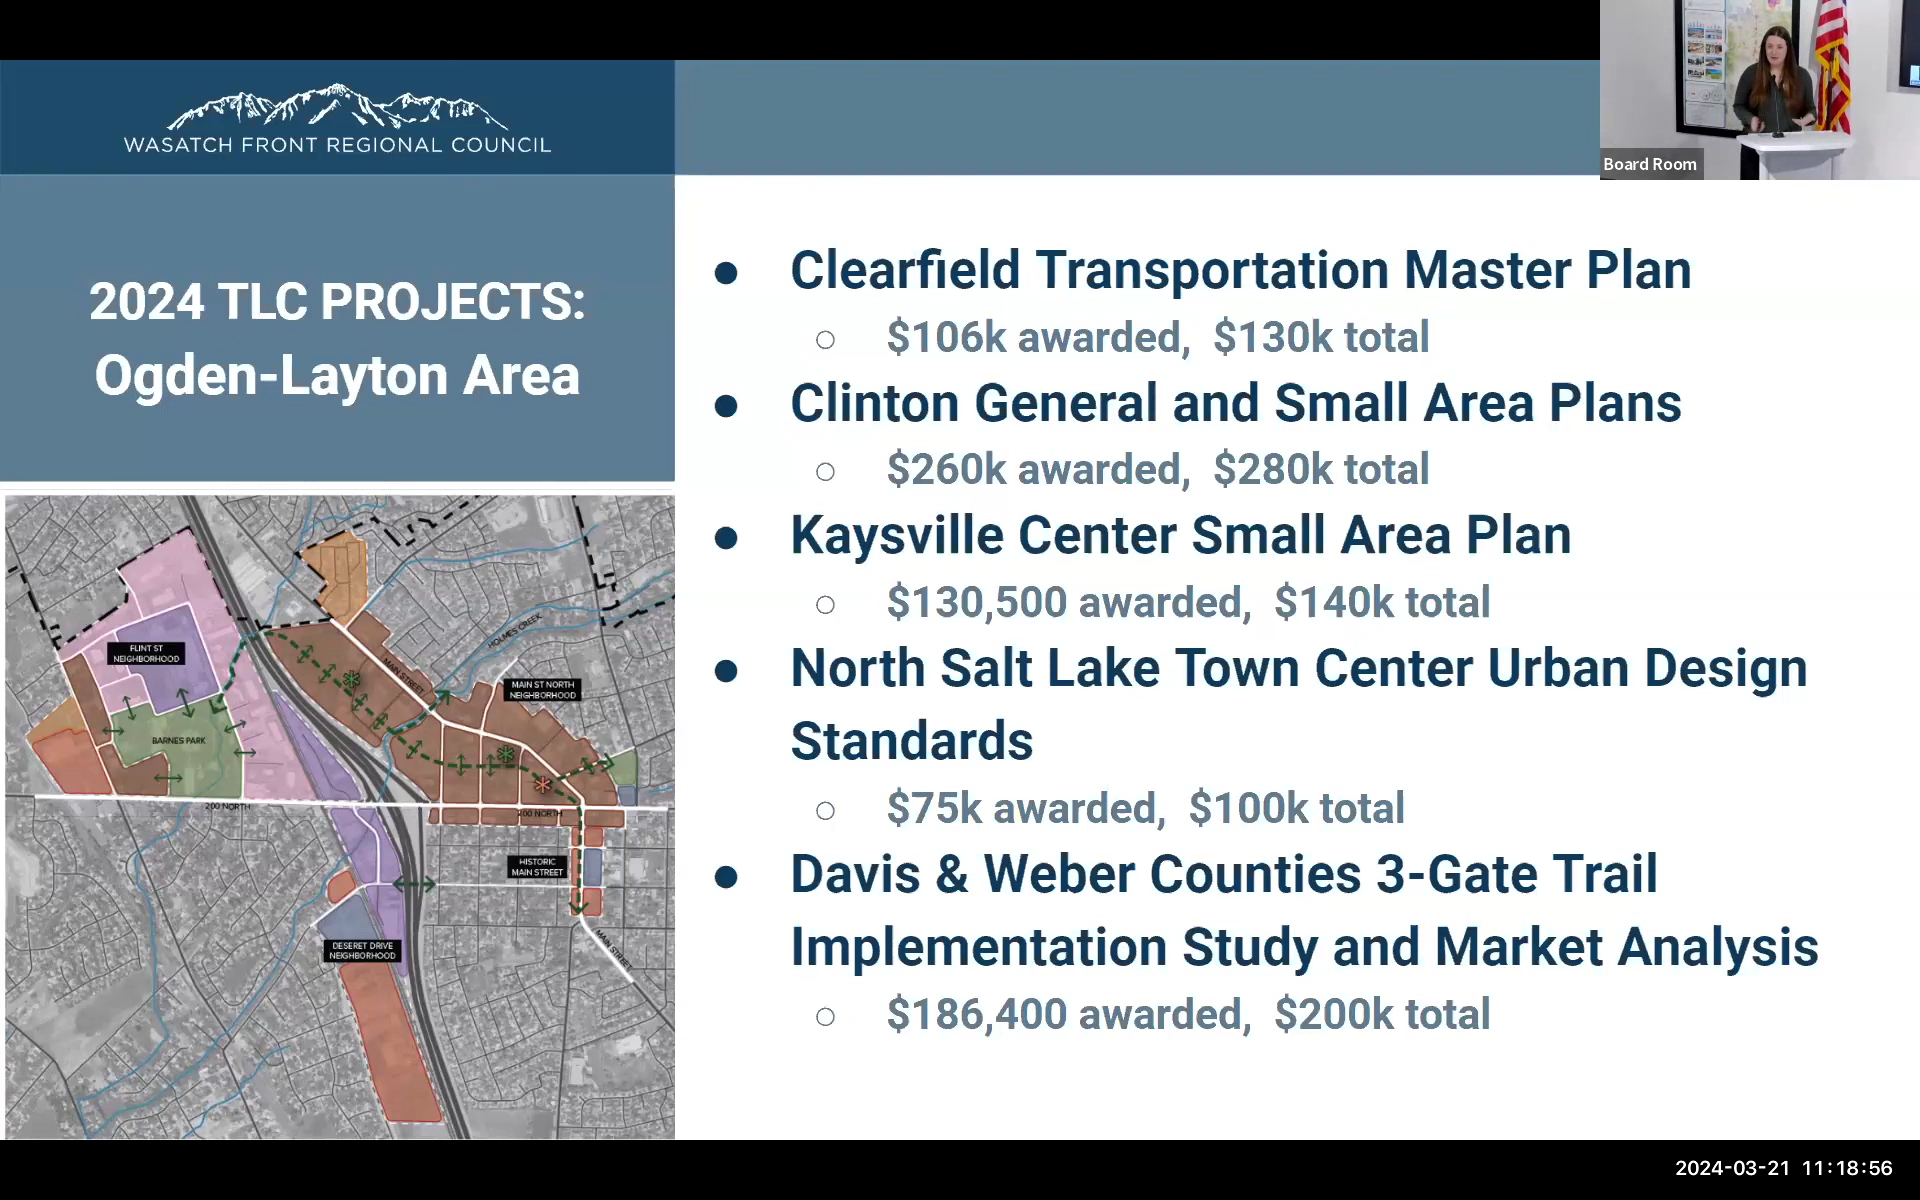 Board Room
WASATCH FRONT REGIONAL COUNCIL
2024 TLC PROJECTS:
Ogden-Layton Area
● Clearfield Transportation Master Plan
○ $106k awarded, $130k total
● Clinton General and Small Area Plans
○ $260k awarded, $280k total
● Kaysville Center Small Area Plan
○ $130,500 awarded, $140k total
● North Salt Lake Town Center Urban Design
Standards
○ $75k awarded, $100k total
● Davis & Weber Counties 3-Gate Trail
Implementation Study and Market Analysis
○ $186,400 awarded, $200k total
FLINT ST
NEIGHBORHOOD
HOLMES CREEK
MAIN STREET
MAIN ST NORTH
NEIGHBORHOOD
BARNES PARK
200 NORTH
200 NORTH
HISTORIC
MAIN STREET
DESERET DRIVE
NEIGHBORHOOD
MAIN STREET
2024-03-21 11:18:56